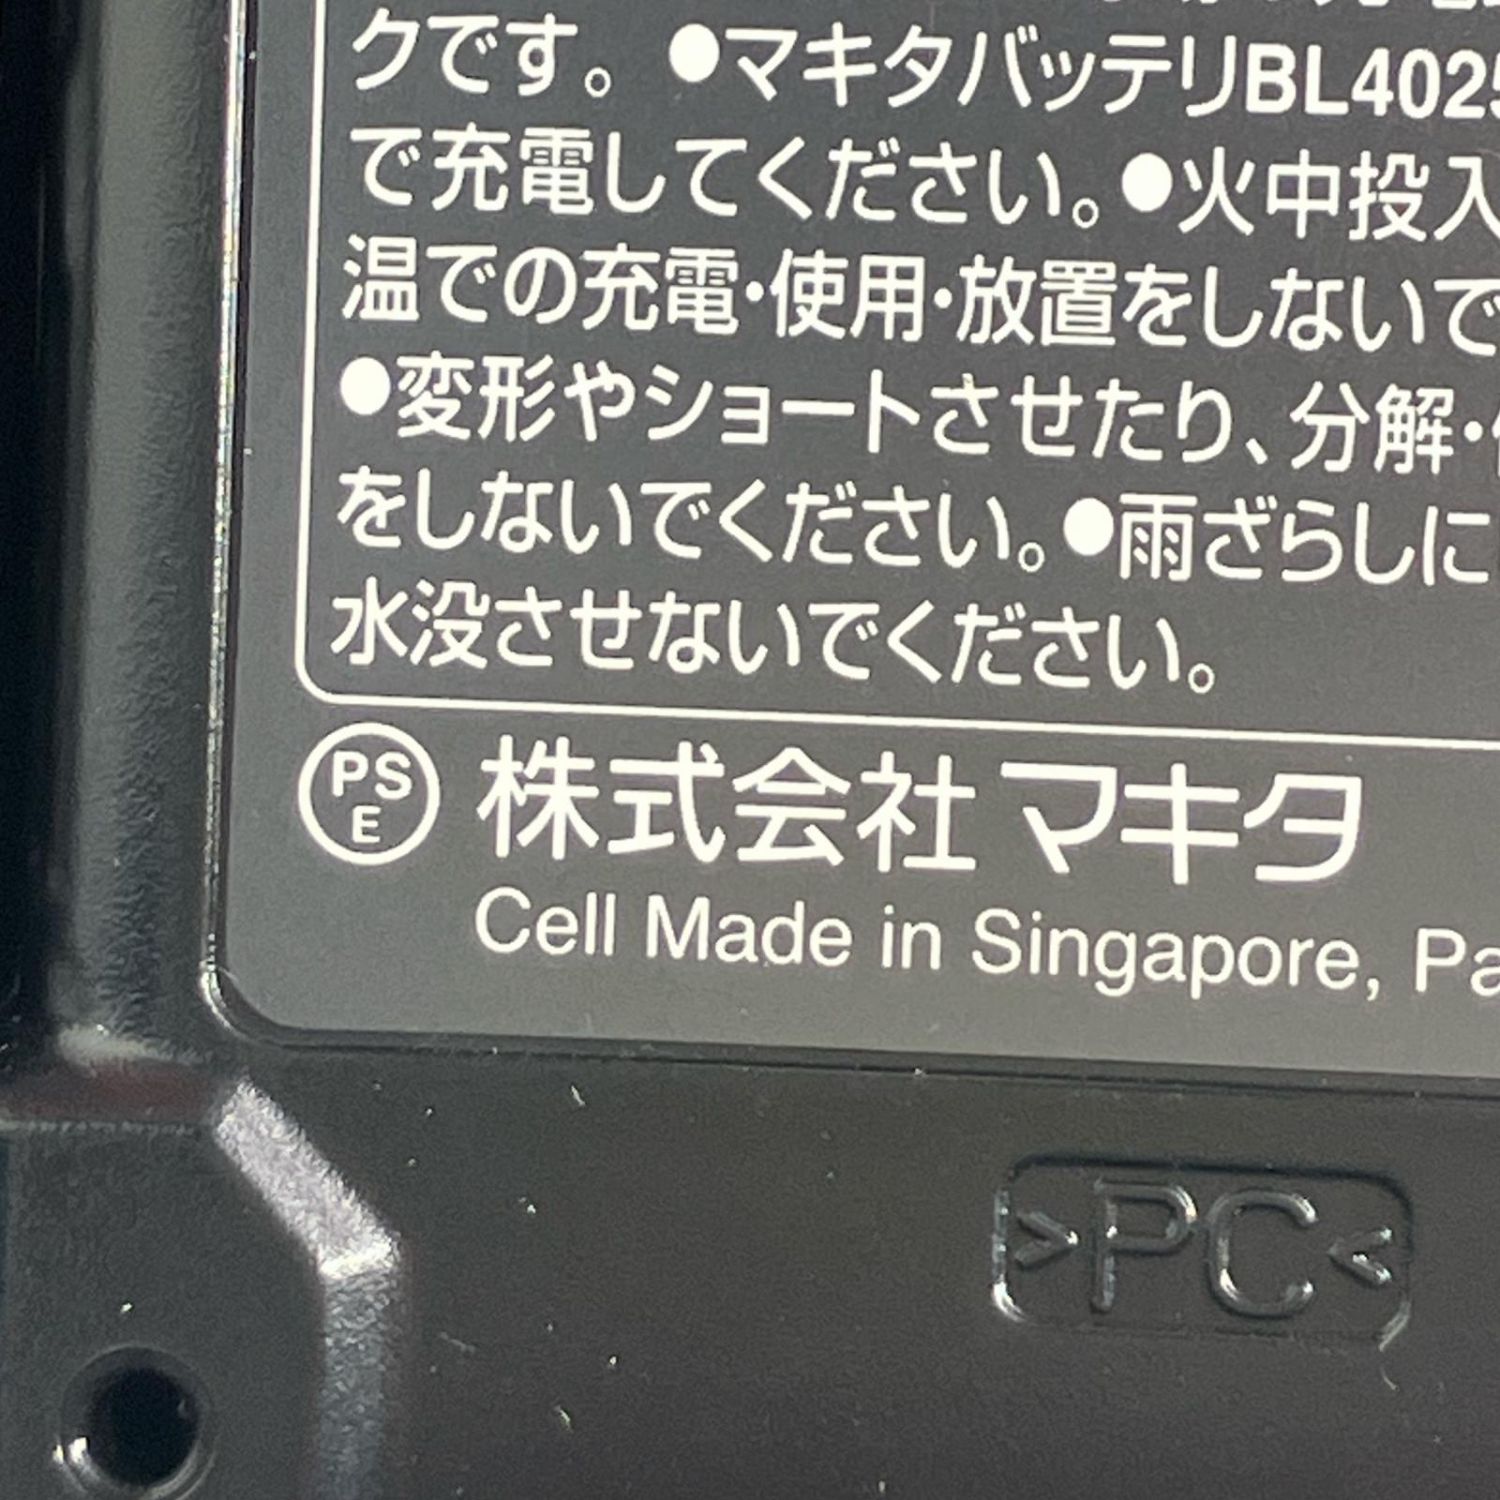 クです。●マキタバッテリBL4025
で充電してください。●火中投入
温での充電・使用・放置をしないで
●変形やショートさせたり、分解・
をしないでください。●雨ざらしに
水没させないでください。
PS
E
株式会社マキタ
Cell Made in Singapore, Pa
>PC<